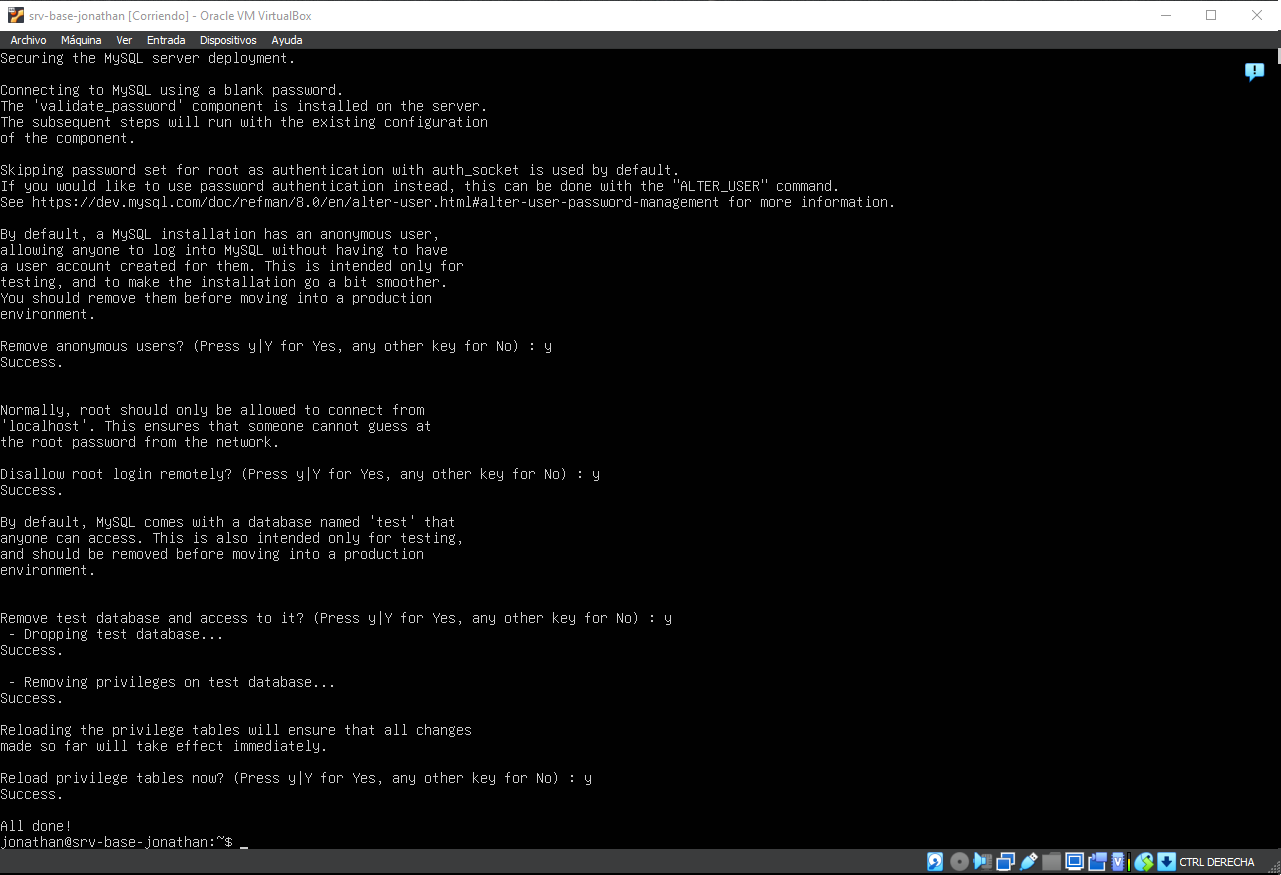 srv-base-jonathan [Corriendo] - Oracle VM VirtualBox
Archivo Máquina Ver Entrada Dispositivos Ayuda
Securing the MySQL server deployment.
Connecting to MySQL using a blank password.
The 'validate_password' component is installed on the server.
The subsequent steps will run with the existing configuration
of the component.
Skipping password set for root as authentication with auth_socket is used by default.
If you would like to use password authentication instead, this can be done with the "ALTER_USER" command.
See https://dev.mysql.com/doc/refman/8.0/en/alter-user.html#alter-user-password-management for more information.
By default, a MySQL installation has an anonymous user,
allowing anyone to log into MySQL without having to have
a user account created for them. This is intended only for
testing, and to make the installation go a bit smoother.
You should remove them before moving into a production
environment.
Remove anonymous users? (Press y|Y for Yes, any other key for No) : y
Success.
Normally, root should only be allowed to connect from
'localhost'. This ensures that someone cannot guess at
the root password from the network.
Disallow root login remotely? (Press y|Y for Yes, any other key for No) : y
Success.
By default, MySQL comes with a database named 'test' that
anyone can access. This is also intended only for testing,
and should be removed before moving into a production
environment.
Remove test database and access to it? (Press y|Y for Yes, any other key for No) : y
- Dropping test database...
Success.
- Removing privileges on test database...
Success.
Reloading the privilege tables will ensure that all changes
made so far will take effect immediately.
Reload privilege tables now? (Press y|Y for Yes, any other key for No) : y
Success.
All done!
jonathan@srv-base-jonathan:~$ _
CTRL DERECHA